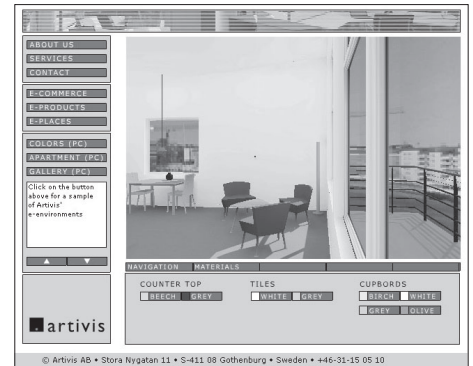 ABOUT US
SERVICES
CONTACT
E-COMMERCE
E-PRODUCTS
E-PLACES
COLORS (PC)
APARTMENT (PC)
GALLERY (PC)
Click on the button
above for a sample
of Artivis'
e-environments
NAVIGATION MATERIALS
COUNTER TOP
BEECH GREY
TILES
WHITE GREY
CUPBORDS
BIRCH WHITE
GREY OLIVE
artivis
© Artivis AB • Stora Nygatan 11 • S-411 08 Gothenburg • Sweden • +46-31-15 05 10